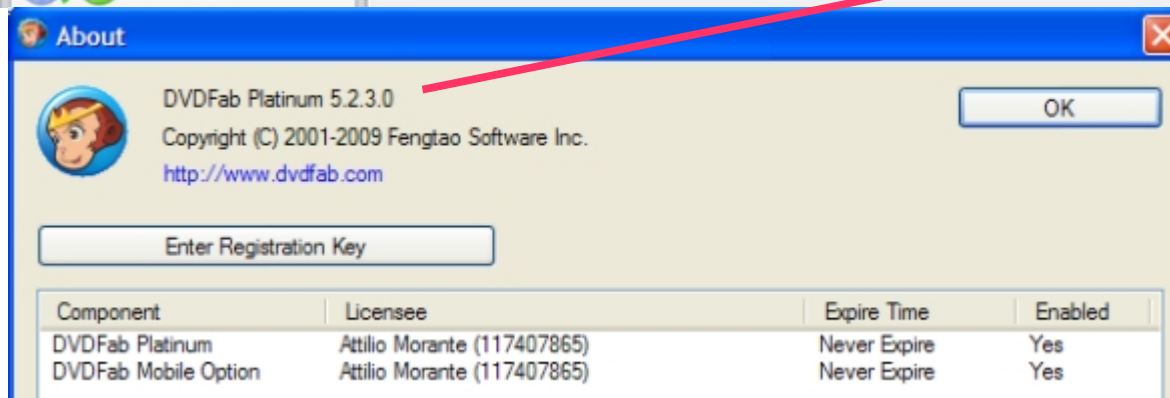 About
DVDFab Platinum 5.2.3.0
OK
Copyright (C) 2001-2009 Fengtao Software Inc.
http://www.dvdfab.com
Enter Registration Key
Component Licensee Expire Time Enabled
DVDFab Platinum Attilio Morante (117407865) Never Expire Yes
DVDFab Mobile Option Attilio Morante (117407865) Never Expire Yes